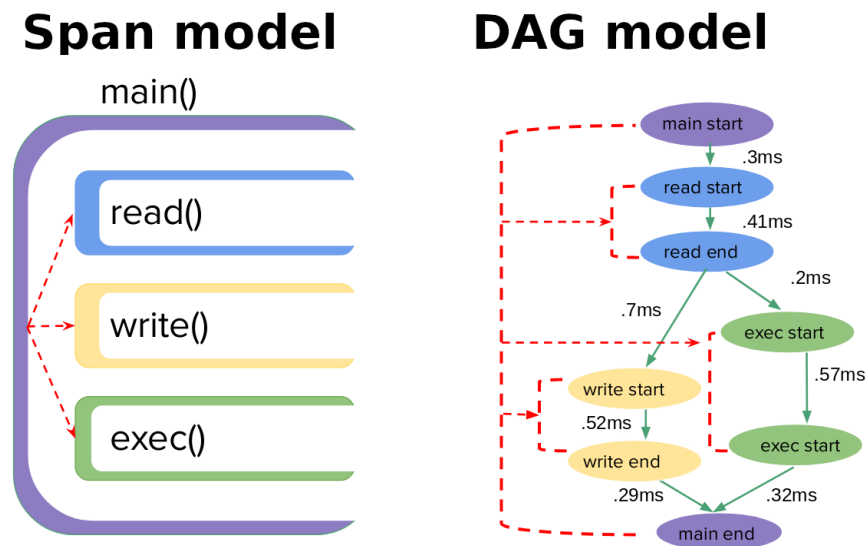 Span model
main()
read()
write()
exec()
DAG model
main start
.3ms
read start
.41ms
read end
.2ms
.7ms
exec start
.57ms
write start
.52ms
exec start
write end
.29ms
.32ms
main end